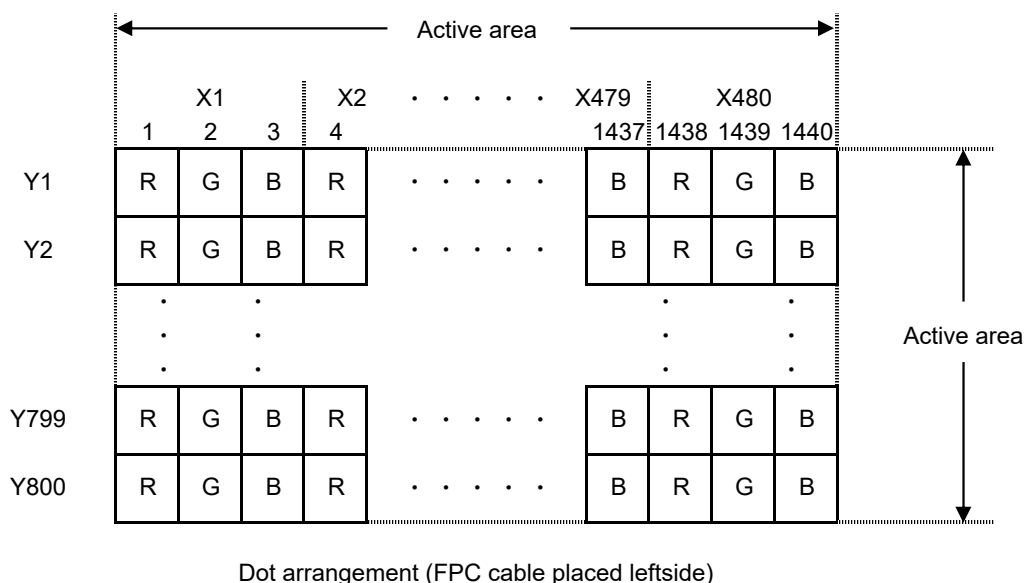 Active area
X1 X2 · · · · · X479 X480
1 2 3 4 1437 1438 1439 1440
Y1 R G B R · · · · · B R G B
Y2 R G B R · · · · · B R G B
· · · ·
· · · ·
Active area
· · · ·
Y799 R G B R · · · · · B R G B
Y800 R G B R · · · · · B R G B
Dot arrangement (FPC cable placed leftside)